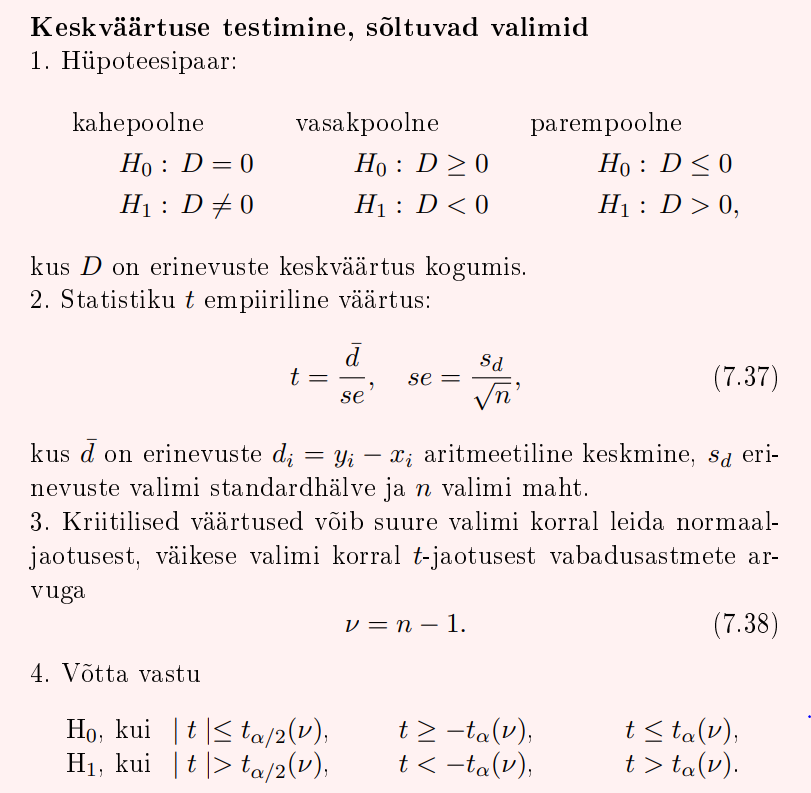 Keskväärtuse testimine, sõltuvad valimid
1. Hüpoteesipaar:
kahepoolne vasakpoolne parempoolne
H₀ : D = 0 H₀ : D ≥ 0 H₀ : D ≤ 0
H₁ : D ≠ 0 H₁ : D < 0 H₁ : D > 0,
kus D on erinevuste keskväärtus kogumis.
2. Statistiku t empiiriline väärtus:
t = d̄/se, se = s_d/√n, (7.37)
kus d̄ on erinevuste dᵢ = yᵢ − xᵢ aritmeetiline keskmine, s_d eri-
nevuste valimi standardhälve ja n valimi maht.
3. Kriitilised väärtused võib suure valimi korral leida normaal-
jaotusest, väikese valimi korral t-jaotusest vabadusastmete ar-
vuga
ν = n − 1. (7.38)
4. Võtta vastu
H₀, kui | t |≤ t_{α/2}(ν), t ≥ −t_α(ν), t ≤ t_α(ν),
H₁, kui | t |> t_{α/2}(ν), t < −t_α(ν), t > t_α(ν).